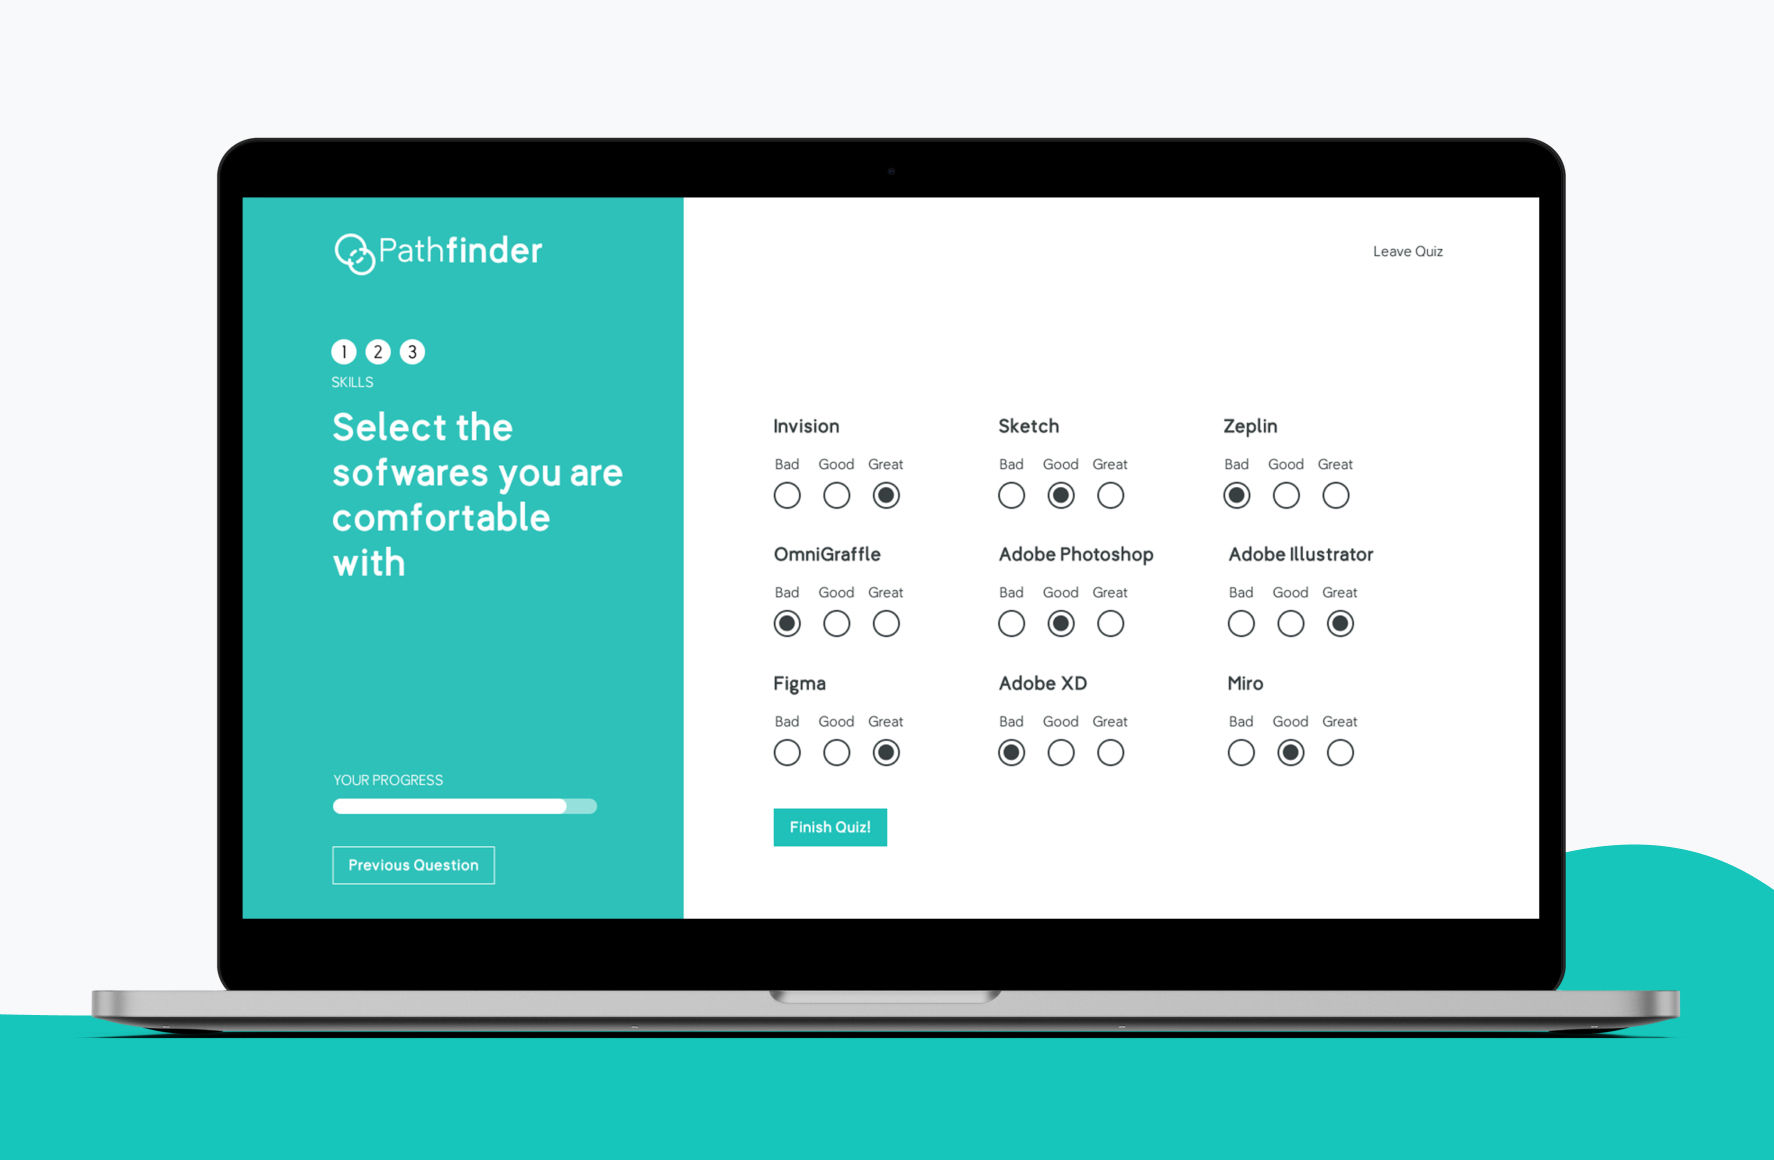 Pathfinder
Leave Quiz
1 2 3
SKILLS
Select the
sofwares you are
comfortable
with
YOUR PROGRESS
Previous Question
Invision Sketch Zeplin
Bad Good Great Bad Good Great Bad Good Great
OmniGraffle Adobe Photoshop Adobe Illustrator
Bad Good Great Bad Good Great Bad Good Great
Figma Adobe XD Miro
Bad Good Great Bad Good Great Bad Good Great
Finish Quiz!